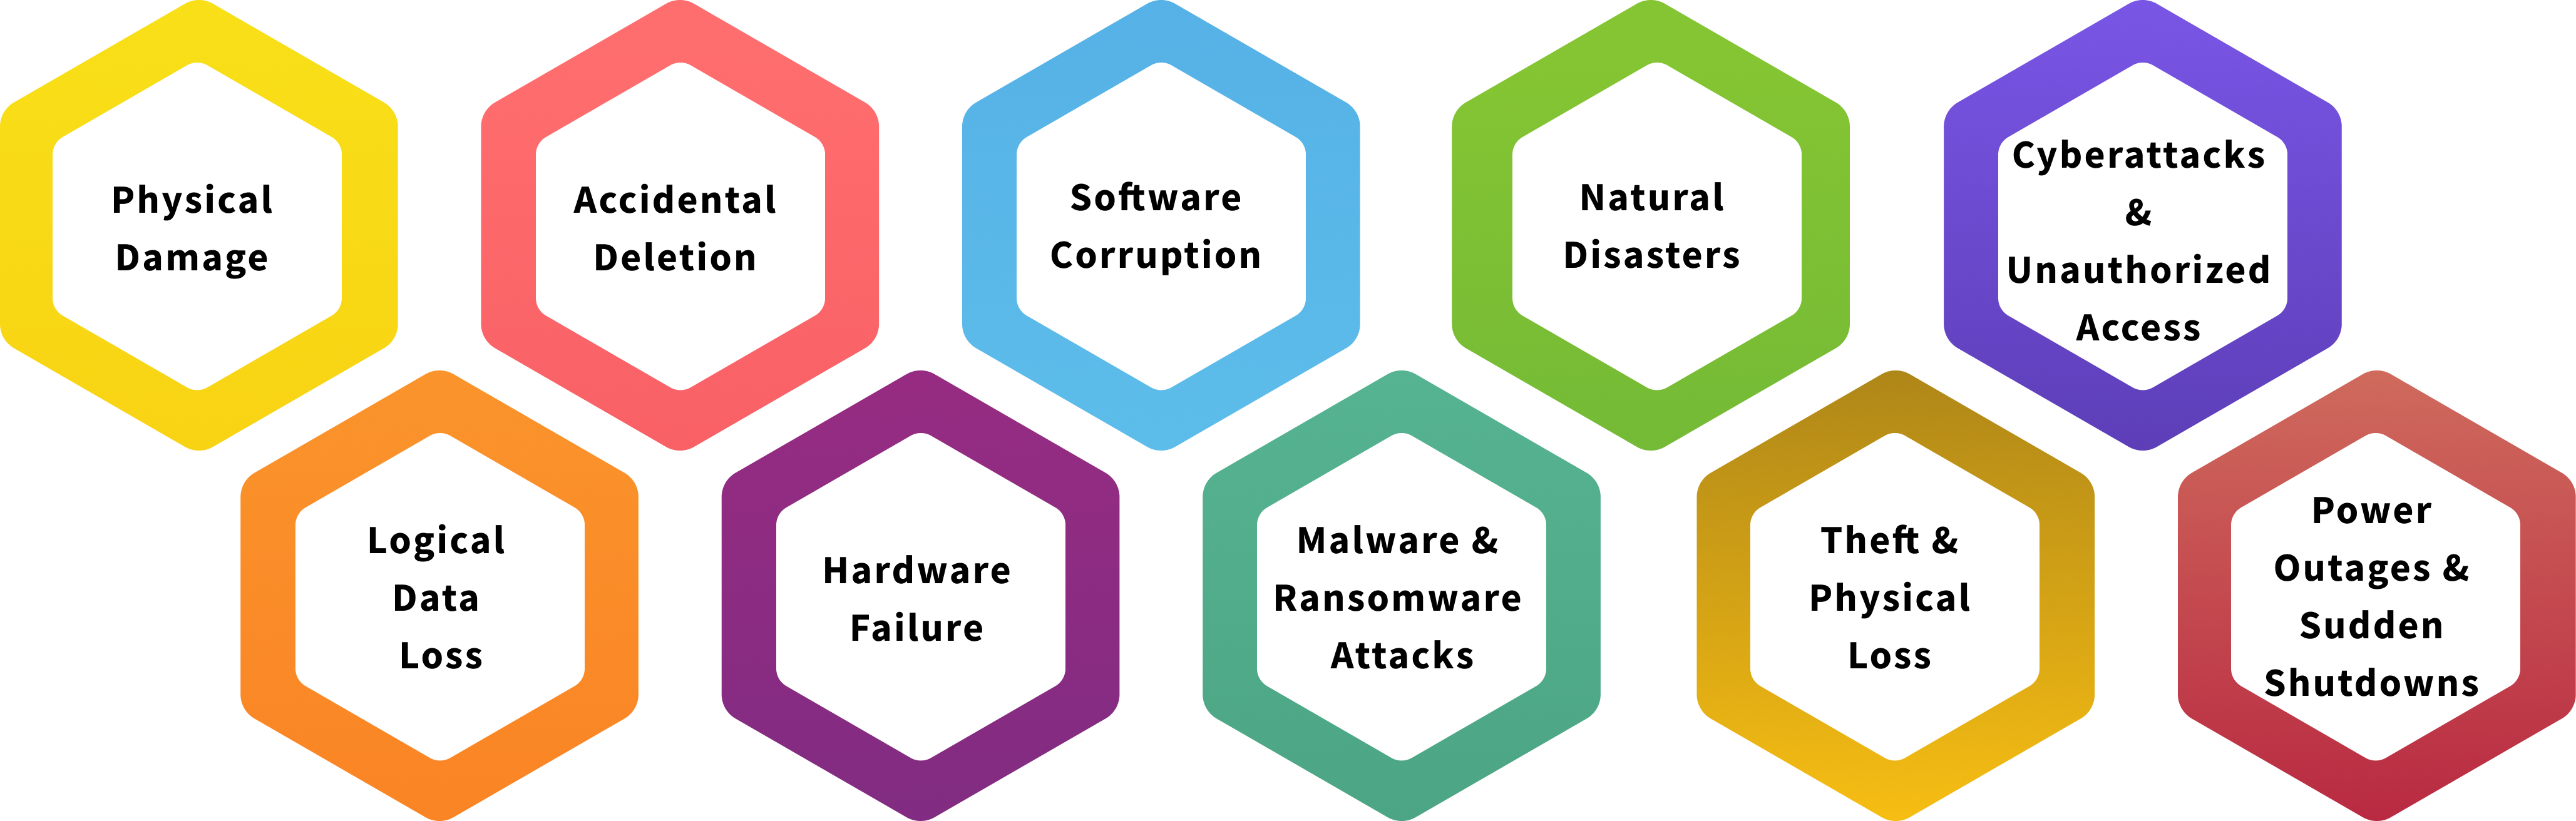 Physical
Damage
Accidental
Deletion
Software
Corruption
Natural
Disasters
Cyberattacks
&
Unauthorized
Access
Logical
Data
Loss
Hardware
Failure
Malware &
Ransomware
Attacks
Theft &
Physical
Loss
Power
Outages &
Sudden
Shutdowns